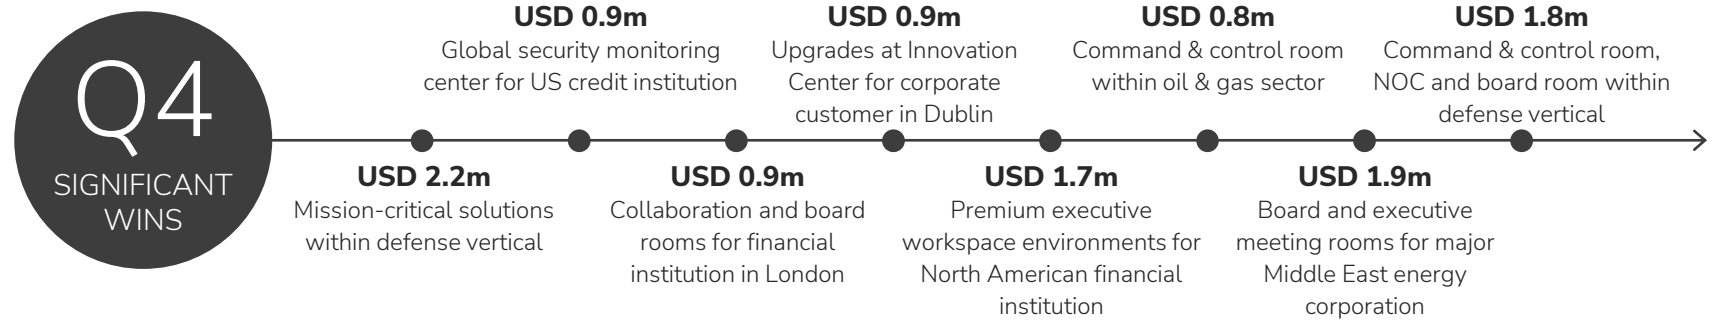 Q4
SIGNIFICANT
WINS
USD 2.2m
Mission-critical solutions
within defense vertical
USD 0.9m
Global security monitoring
center for US credit institution
USD 0.9m
Collaboration and board
rooms for financial
institution in London
USD 0.9m
Upgrades at Innovation
Center for corporate
customer in Dublin
USD 1.7m
Premium executive
workspace environments for
North American financial
institution
USD 0.8m
Command & control room
within oil & gas sector
USD 1.9m
Board and executive
meeting rooms for major
Middle East energy
corporation
USD 1.8m
Command & control room,
NOC and board room within
defense vertical